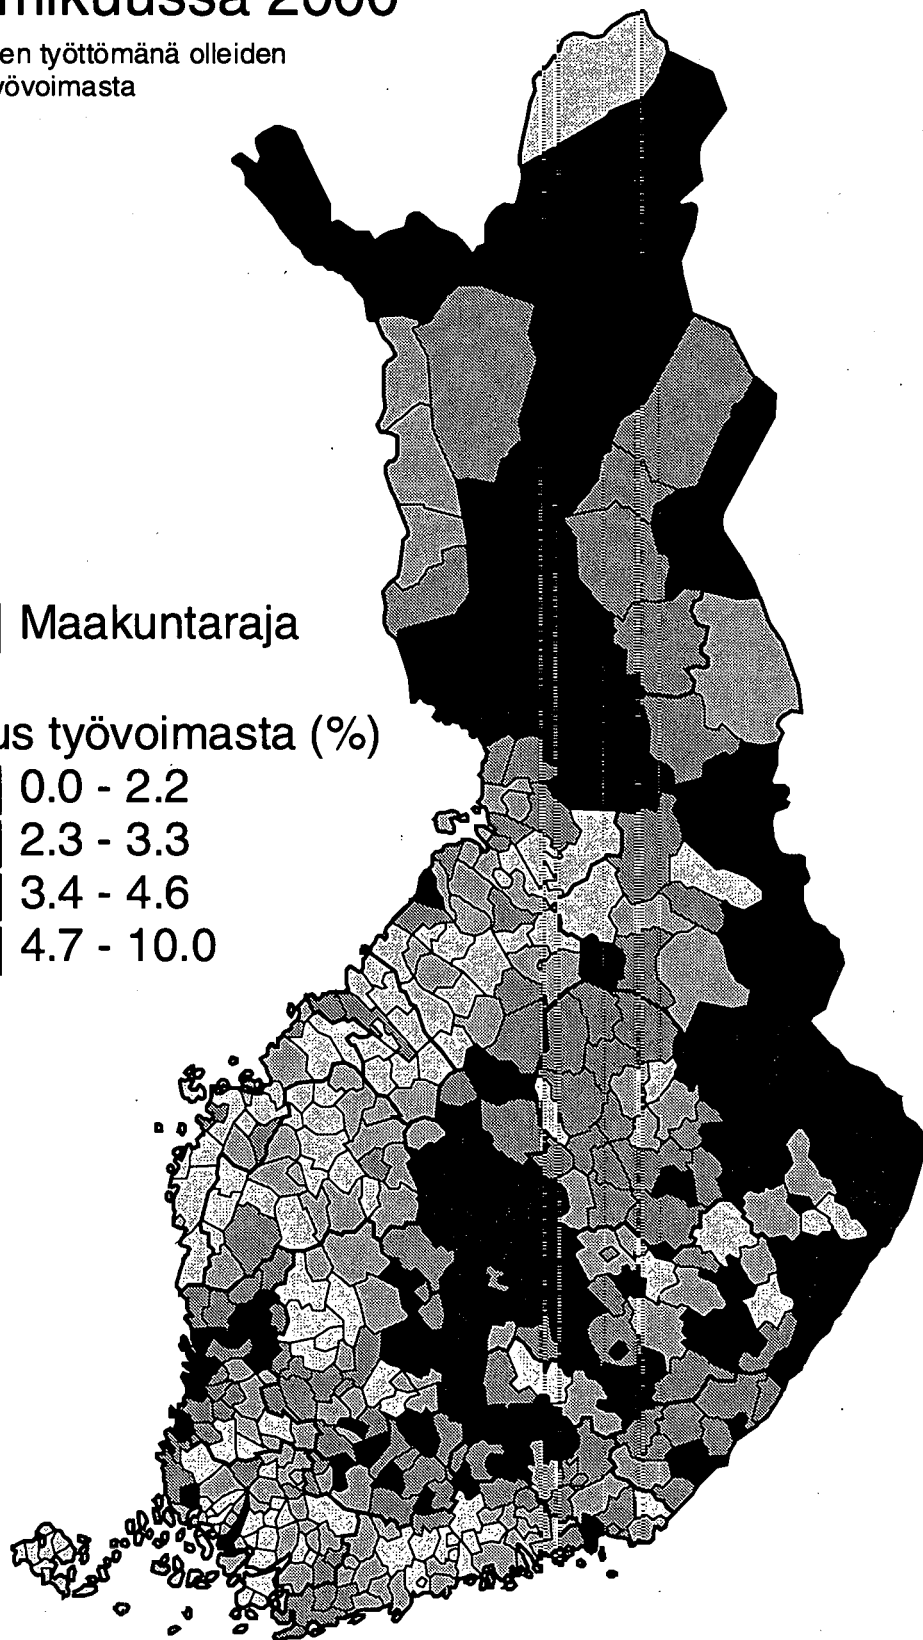 mikuussa 2000
en työttömänä olleiden
yövoimasta
Maakuntaraja
us työvoimasta (%)
0.0 - 2.2
2.3 - 3.3
3.4 - 4.6
4.7 - 10.0